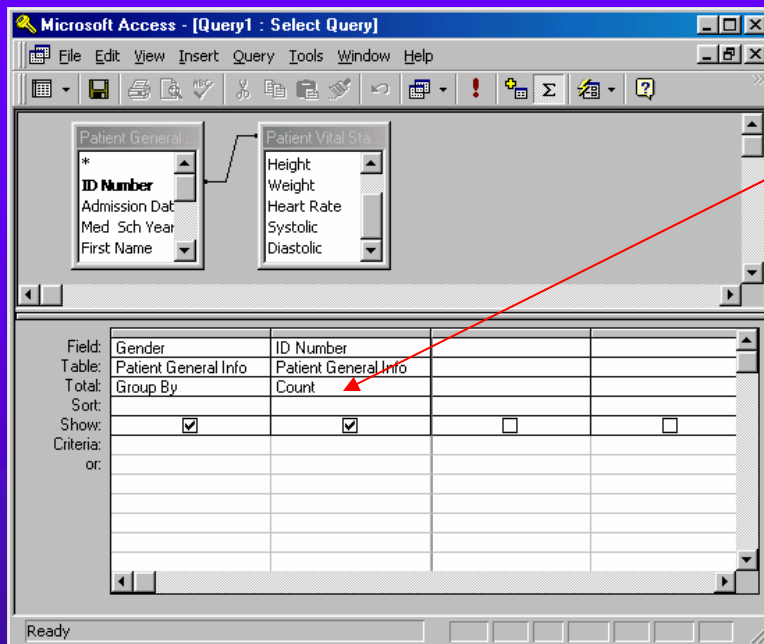 Microsoft Access - [Query1 : Select Query]
File Edit View Insert Query Tools Window Help
Patient General ... Patient Vital Sta...
* Height
ID Number Weight
Admission Dat Heart Rate
Med Sch Year Systolic
First Name Diastolic
Field: Gender ID Number
Table: Patient General Info Patient General Info
Total: Group By Count
Sort:
Show:
Criteria:
or:
Ready